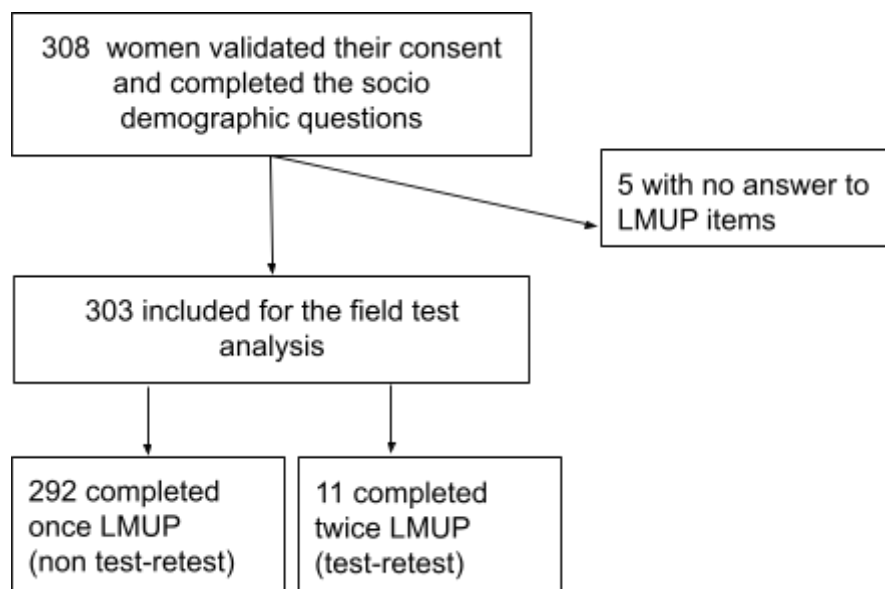 308 women validated their consent
and completed the socio
demographic questions
5 with no answer to
LMUP items
303 included for the field test
analysis
292 completed
once LMUP
(non test-retest)
11 completed
twice LMUP
(test-retest)